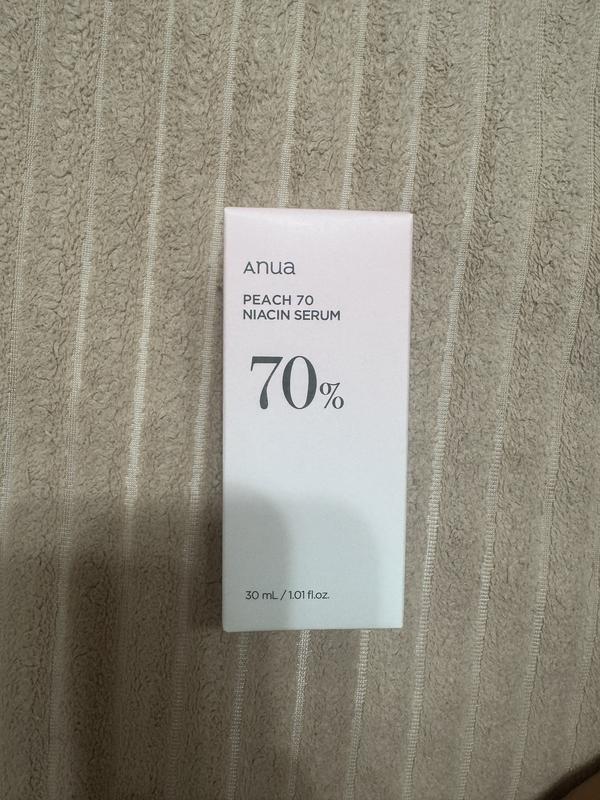 Anua
PEACH 70
NIACIN SERUM
70%
30 mL / 1.01 fl.oz.